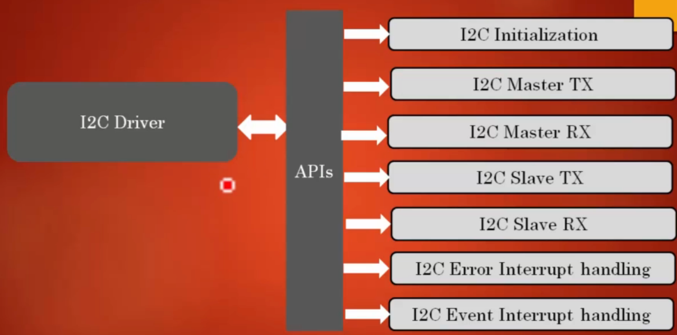 I2C Driver
APIs
I2C Initialization
I2C Master TX
I2C Master RX
I2C Slave TX
I2C Slave RX
I2C Error Interrupt handling
I2C Event Interrupt handling